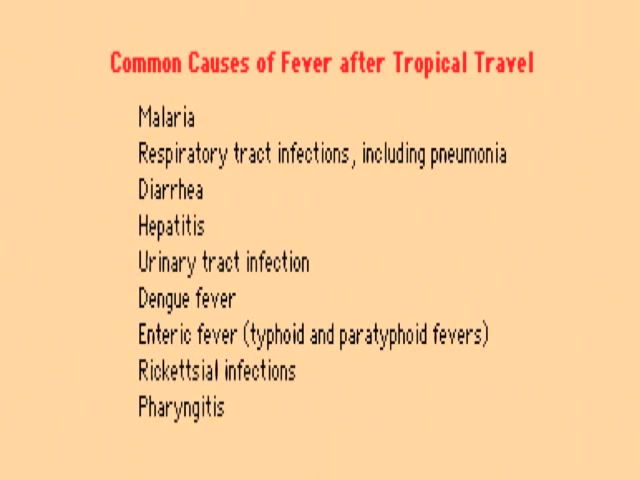 Common Causes of Fever after Tropical Travel
Malaria
Respiratory tract infections, including pneumonia
Diarrhea
Hepatitis
Urinary tract infection
Dengue fever
Enteric fever (typhoid and paratyphoid fevers)
Rickettsial infections
Pharyngitis